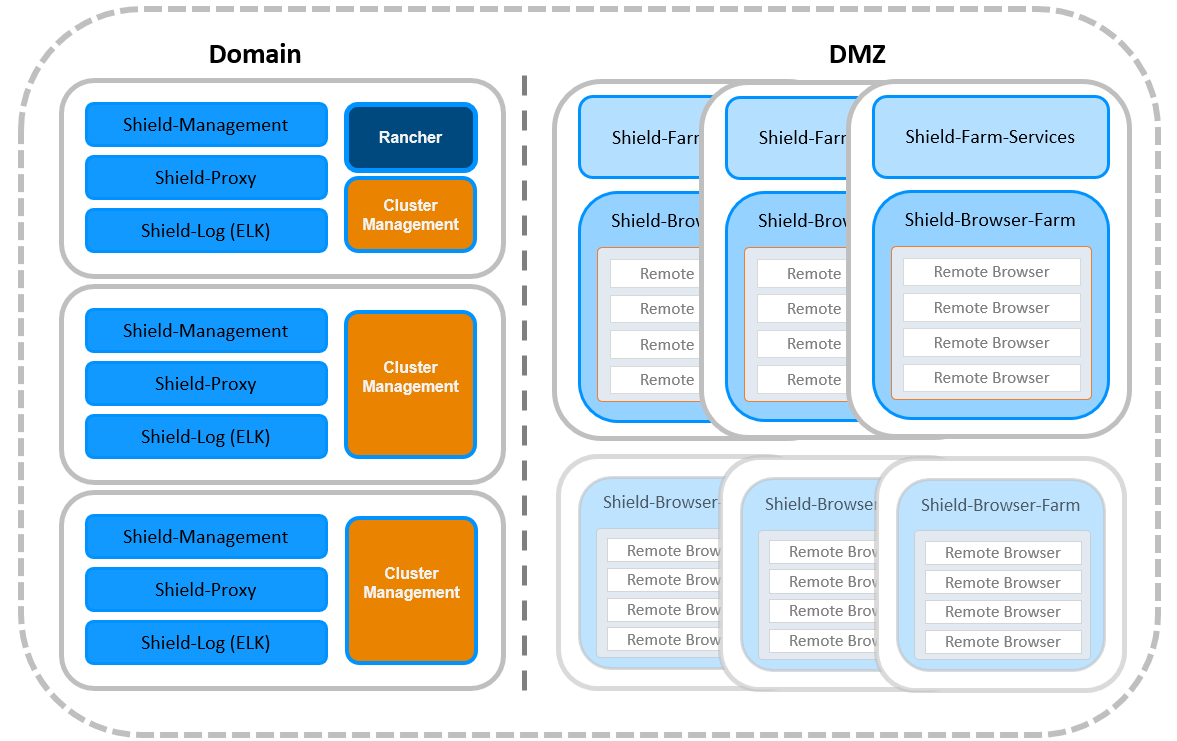 Domain
DMZ
Shield-Management
Shield-Proxy
Shield-Log (ELK)
Rancher
Cluster
Management
Shield-Management
Shield-Proxy
Shield-Log (ELK)
Cluster
Management
Shield-Management
Shield-Proxy
Shield-Log (ELK)
Cluster
Management
Shield-Farm
Shield-Brow
Remote
Remote
Remote
Remote
Shield-Farm
Shield-Brow
Remote
Remote
Remote
Remote
Shield-Farm-Services
Shield-Browser-Farm
Remote Browser
Remote Browser
Remote Browser
Remote Browser
Shield-Browser-
Remote Brow
Remote Brow
Remote Brow
Remote Brow
Shield-Browser
Remote Brow
Remote Brow
Remote Brow
Remote Brow
Shield-Browser-Farm
Remote Browser
Remote Browser
Remote Browser
Remote Browser